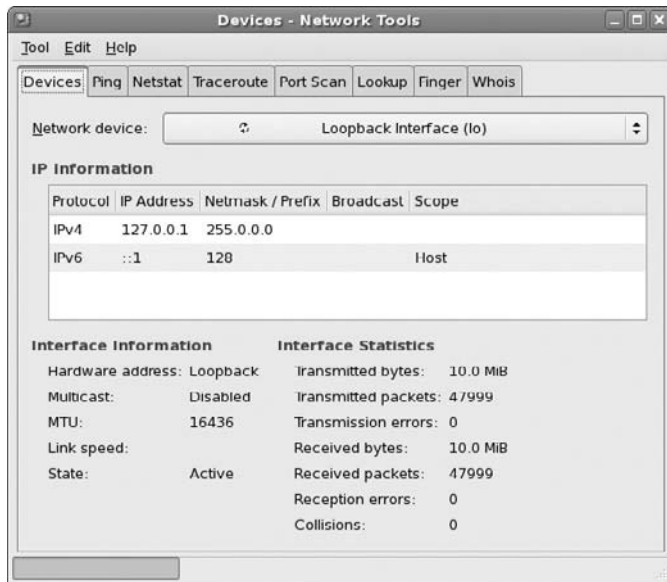 Devices - Network Tools
Tool Edit Help
Devices Ping Netstat Traceroute Port Scan Lookup Finger Whois
Network device: Loopback Interface (lo)
IP Information
Protocol IP Address Netmask / Prefix Broadcast Scope
IPv4 127.0.0.1 255.0.0.0
IPv6 ::1 128 Host
Interface Information Interface Statistics
Hardware address: Loopback Transmitted bytes: 10.0 MiB
Multicast: Disabled Transmitted packets: 47999
MTU: 16436 Transmission errors: 0
Link speed: Received bytes: 10.0 MiB
State: Active Received packets: 47999
Reception errors: 0
Collisions: 0